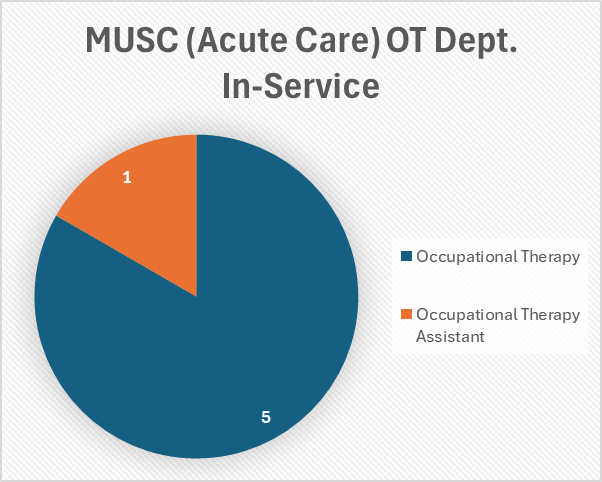 MUSC (Acute Care) OT Dept.
In-Service
1
5
Occupational Therapy
Occupational Therapy
Assistant